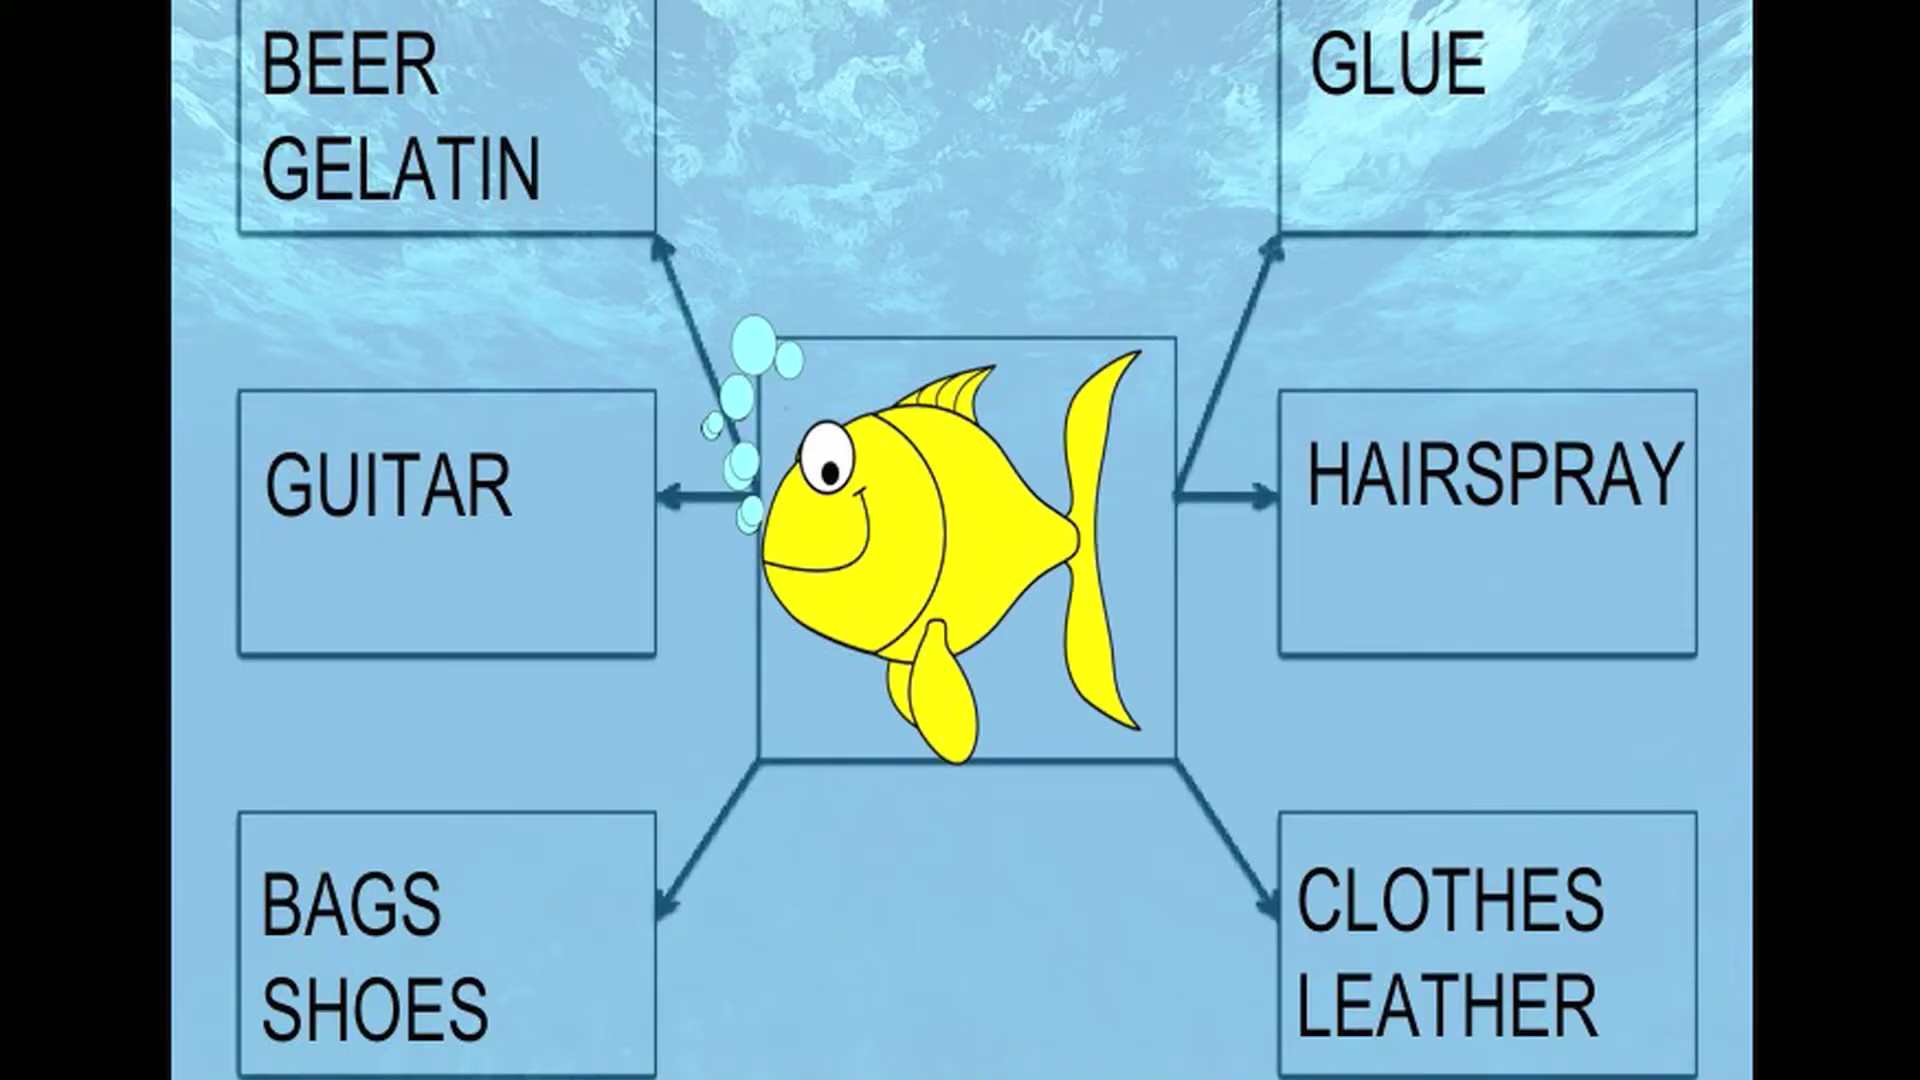 BEER
GELATIN
GLUE
GUITAR
HAIRSPRAY
BAGS
SHOES
CLOTHES
LEATHER